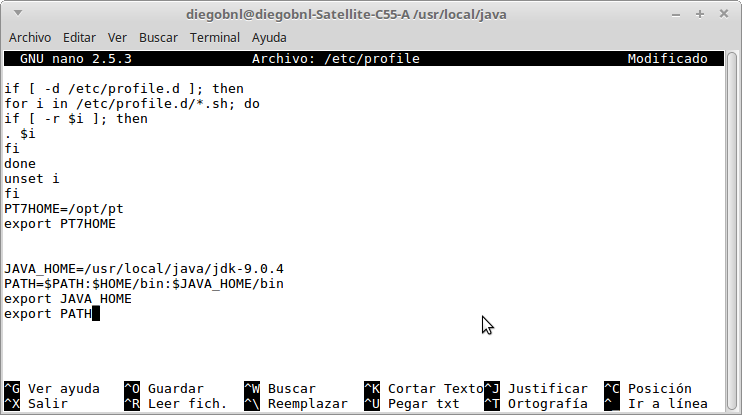 diegobnl@diegobnl-Satellite-C55-A /usr/local/java
Archivo Editar Ver Buscar Terminal Ayuda
GNU nano 2.5.3 Archivo: /etc/profile Modificado
if [ -d /etc/profile.d ]; then
for i in /etc/profile.d/*.sh; do
if [ -r $i ]; then
. $i
fi
done
unset i
fi
PT7HOME=/opt/pt
export PT7HOME
JAVA_HOME=/usr/local/java/jdk-9.0.4
PATH=$PATH:$HOME/bin:$JAVA_HOME/bin
export JAVA_HOME
export PATH
^G Ver ayuda ^O Guardar ^W Buscar ^K Cortar Texto ^J Justificar ^C Posición
^X Salir ^R Leer fich. ^\ Reemplazar ^U Pegar txt ^T Ortografía ^_ Ir a línea